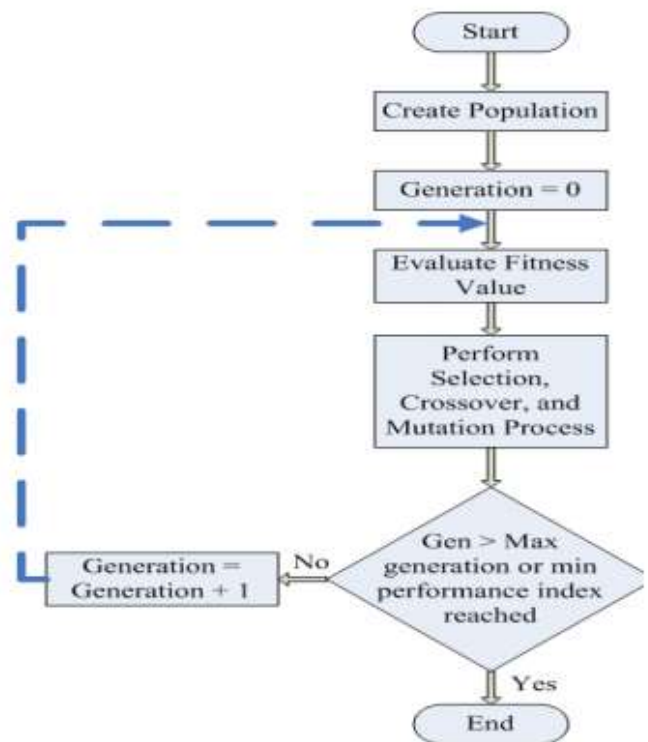 Start
Create Population
Generation = 0
Evaluate Fitness
Value
Perform
Selection,
Crossover, and
Mutation Process
Gen > Max
generation or min
performance index
reached
No
Generation =
Generation + 1
Yes
End